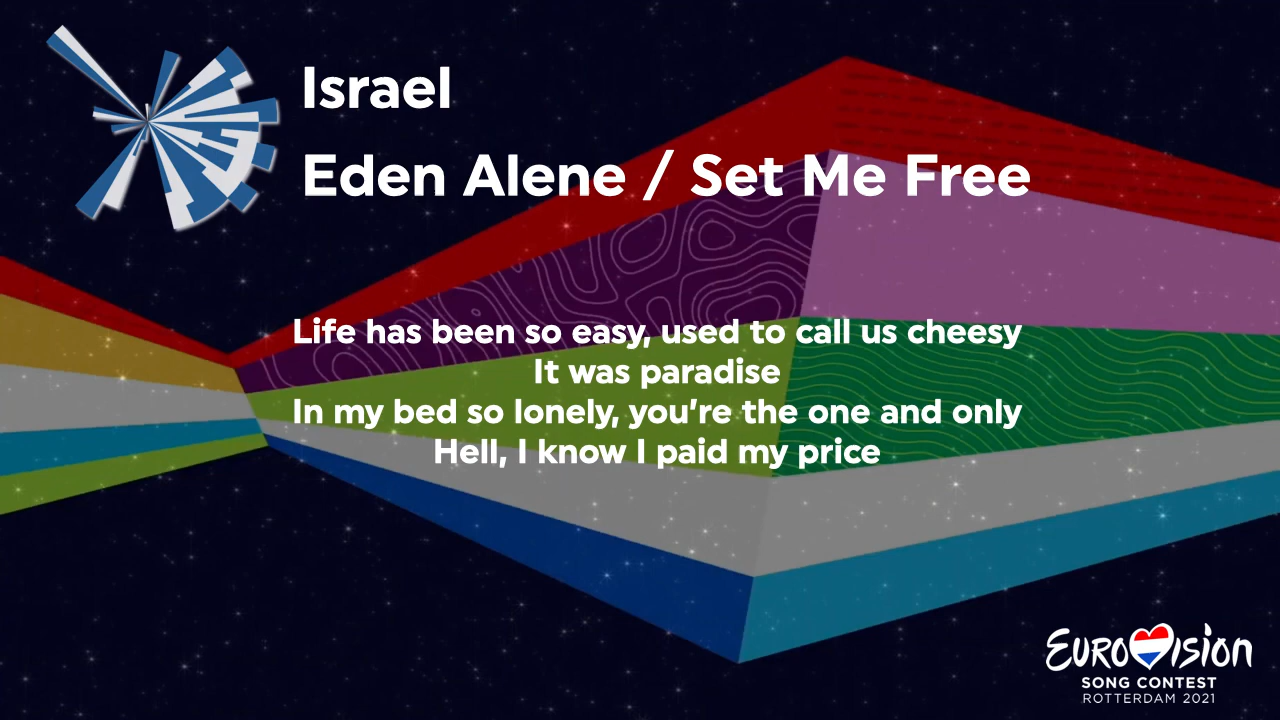 Israel
Eden Alene / Set Me Free
Life has been so easy, used to call us cheesy
It was paradise
In my bed so lonely, you're the one and only
Hell, I know I paid my price
EUROVISION
SONG CONTEST
ROTTERDAM 2021